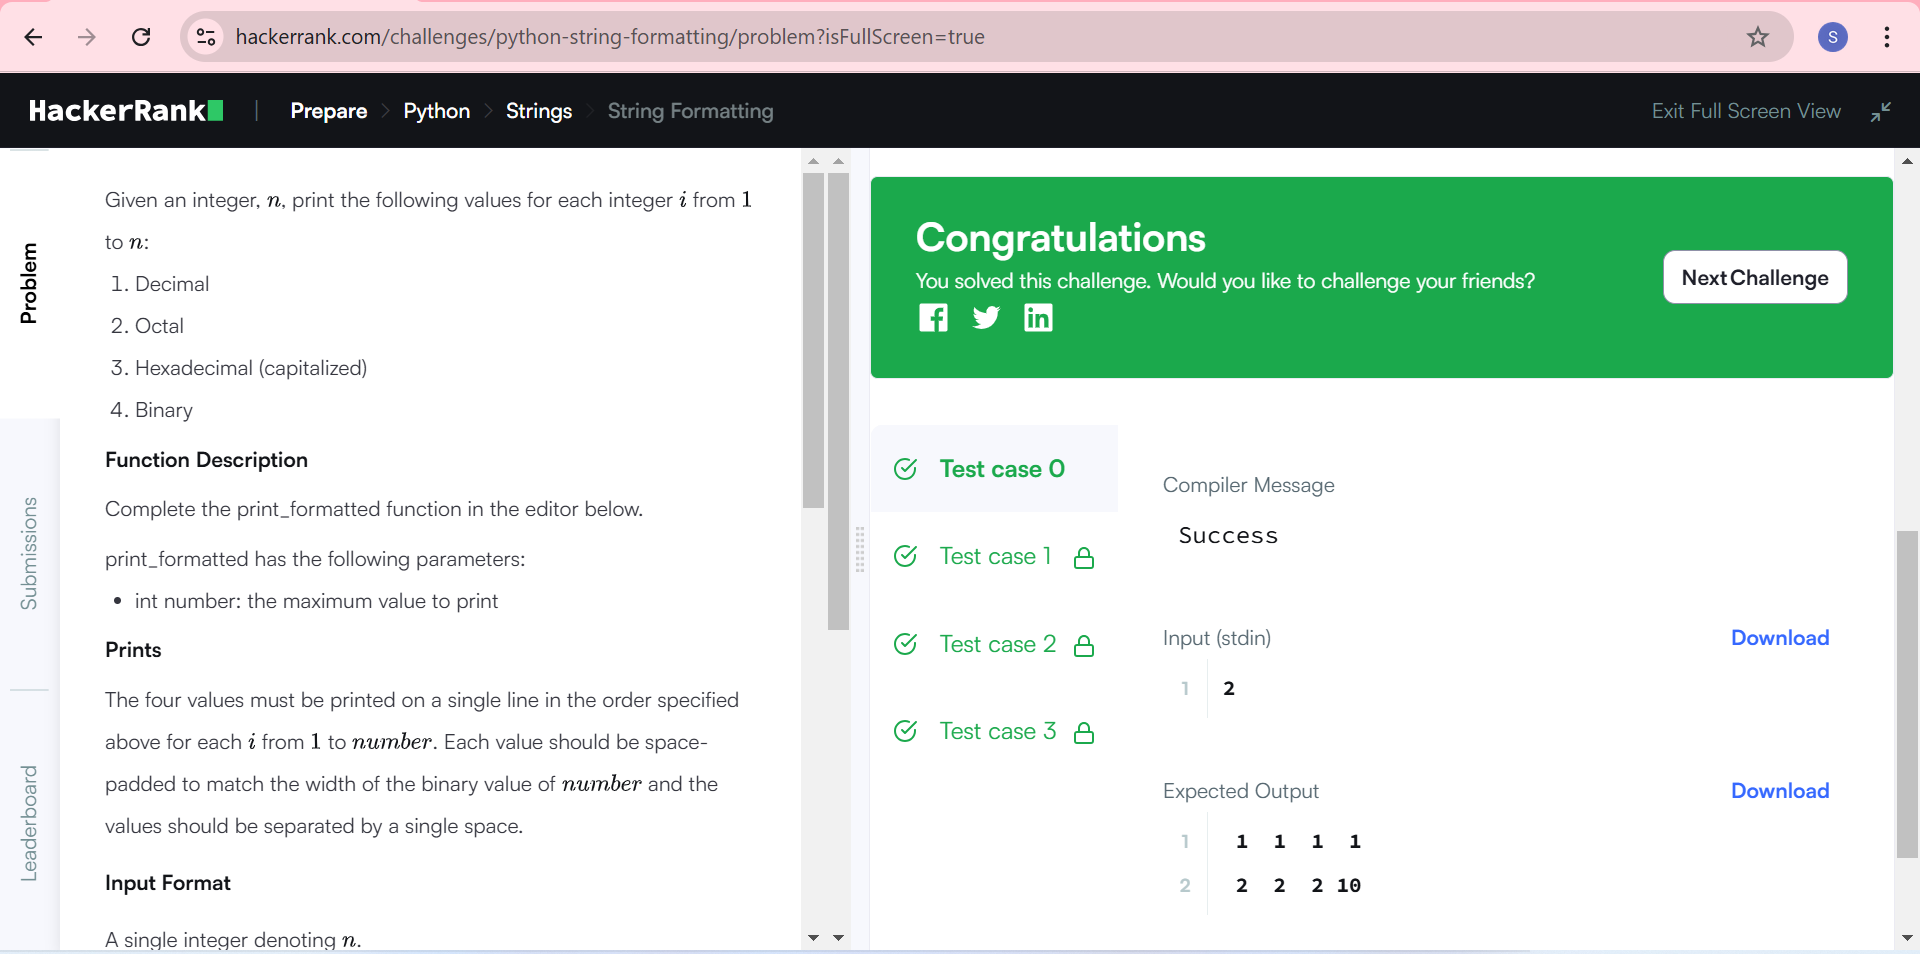 hackerrank.com/challenges/python-string-formatting/problem?isFullScreen=true
S
HackerRank
Prepare
Python
Strings
String Formatting
Exit Full Screen View
Problem
Submissions
Leaderboard
Given an integer, n, print the following values for each integer i from 1
to n:
1. Decimal
2. Octal
3. Hexadecimal (capitalized)
4. Binary
Function Description
Complete the print_formatted function in the editor below.
print_formatted has the following parameters:
• int number: the maximum value to print
Prints
The four values must be printed on a single line in the order specified
above for each i from 1 to number. Each value should be space-
padded to match the width of the binary value of number and the
values should be separated by a single space.
Input Format
A single integer denoting n.
Congratulations
You solved this challenge. Would you like to challenge your friends?
Next Challenge
Test case 0
Test case 1
Test case 2
Test case 3
Compiler Message
Success
Input (stdin)
Download
1 2
Expected Output
Download
1 1 1 1 1
2 2 2 2 10